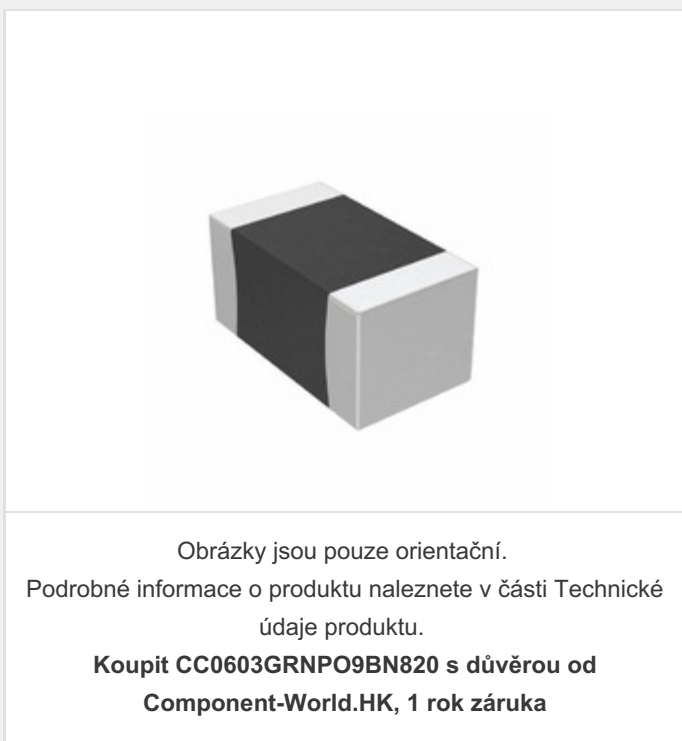 Obrázky jsou pouze orientační.
Podrobné informace o produktu naleznete v části Technické
údaje produktu.
Koupit CC0603GRNPO9BN820 s důvěrou od
Component-World.HK, 1 rok záruka